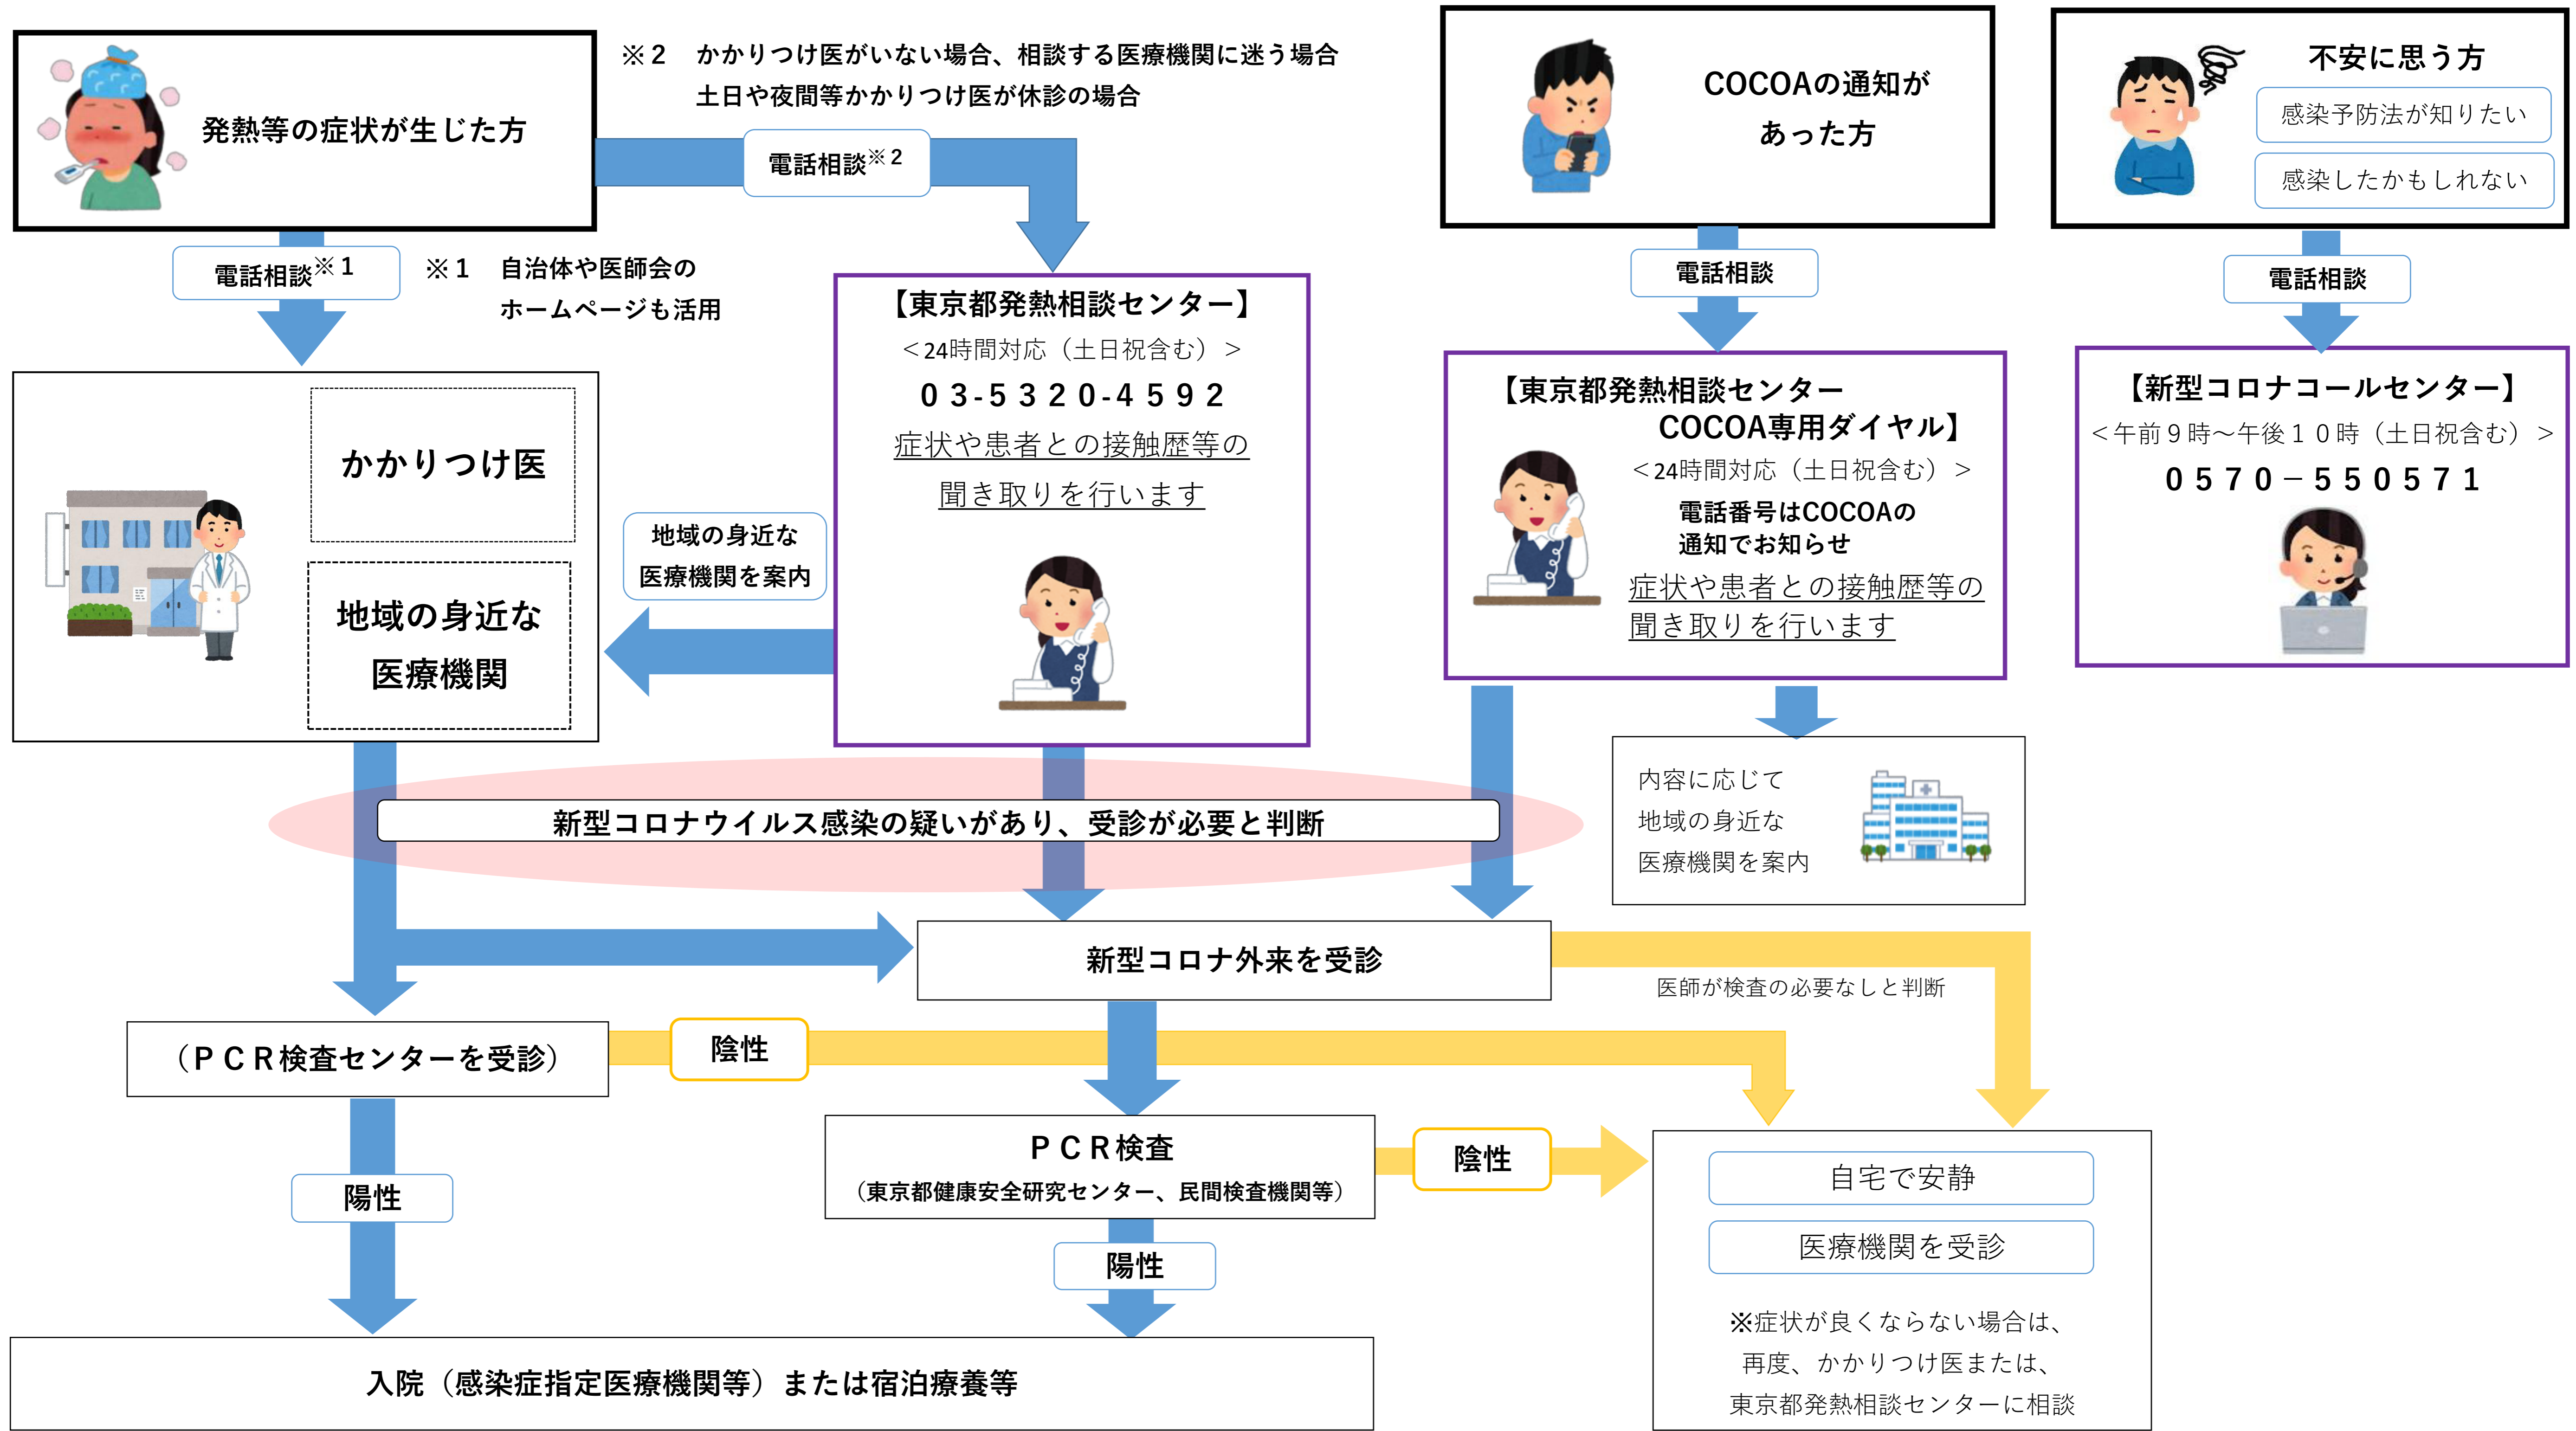 発熱等の症状が生じた方
※２　かかりつけ医がいない場合、相談する医療機関に迷う場合
土日や夜間等かかりつけ医が休診の場合
電話相談※２
COCOAの通知が
あった方
不安に思う方
感染予防法が知りたい
感染したかもしれない
電話相談※１
※１　自治体や医師会の
ホームページも活用
電話相談
電話相談
かかりつけ医
地域の身近な
医療機関
【東京都発熱相談センター】
＜24時間対応（土日祝含む）＞
０３-５３２０-４５９２
症状や患者との接触歴等の
聞き取りを行います
地域の身近な
医療機関を案内
【東京都発熱相談センター
COCOA専用ダイヤル】
＜24時間対応（土日祝含む）＞
電話番号はCOCOAの
通知でお知らせ
症状や患者との接触歴等の
聞き取りを行います
【新型コロナコールセンター】
＜午前９時～午後１０時（土日祝含む）＞
０５７０－５５０５７１
内容に応じて
地域の身近な
医療機関を案内
新型コロナウイルス感染の疑いがあり、受診が必要と判断
新型コロナ外来を受診
医師が検査の必要なしと判断
（ＰＣＲ検査センターを受診）
陰性
ＰＣＲ検査
（東京都健康安全研究センター、民間検査機関等）
陰性
陽性
陽性
自宅で安静
医療機関を受診
※症状が良くならない場合は、
再度、かかりつけ医または、
東京都発熱相談センターに相談
入院（感染症指定医療機関等）または宿泊療養等